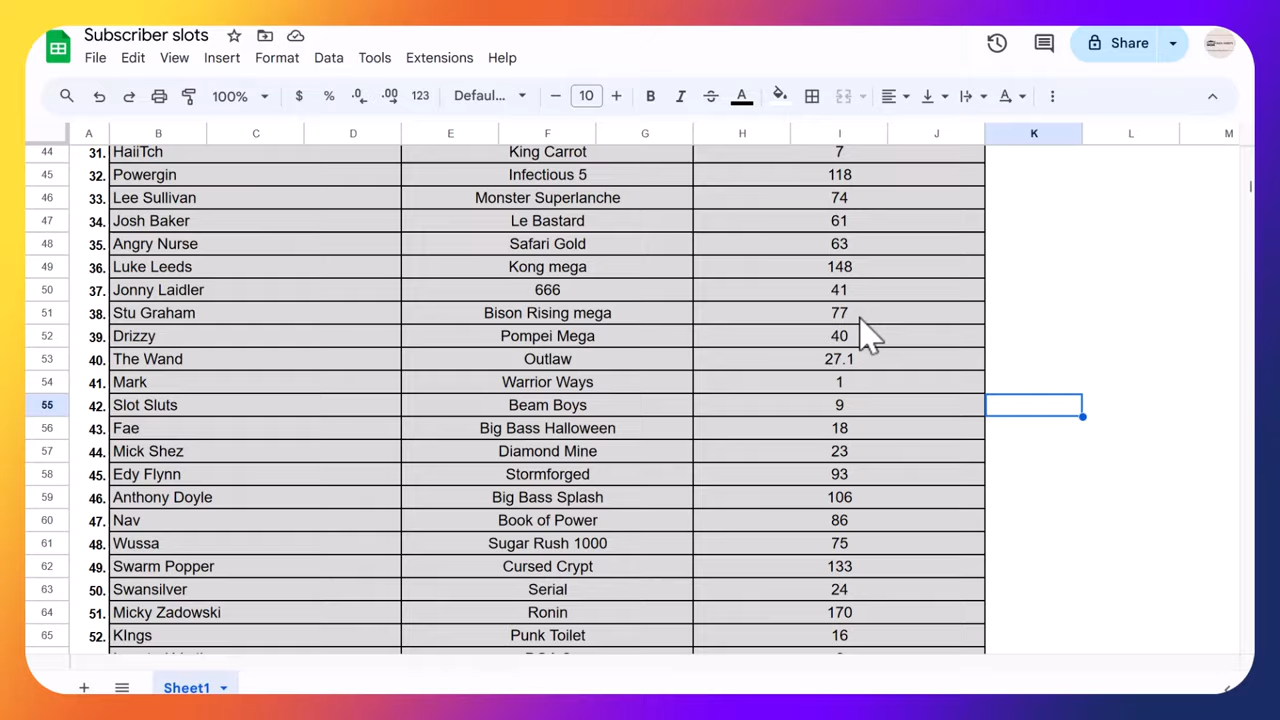 Subscriber slots
File Edit View Insert Format Data Tools Extensions Help
Share
100% $ % .0 .00 123 Defaul... 10 B I A
A B C D E F G H I J K L M
44 31. HaiiTch King Carrot 7
45 32. Powergin Infectious 5 118
46 33. Lee Sullivan Monster Superlanche 74
47 34. Josh Baker Le Bastard 61
48 35. Angry Nurse Safari Gold 63
49 36. Luke Leeds Kong mega 148
50 37. Jonny Laidler 666 41
51 38. Stu Graham Bison Rising mega 77
52 39. Drizzy Pompei Mega 40
53 40. The Wand Outlaw 27.1
54 41. Mark Warrior Ways 1
55 42. Slot Sluts Beam Boys 9
56 43. Fae Big Bass Halloween 18
57 44. Mick Shez Diamond Mine 23
58 45. Edy Flynn Stormforged 93
59 46. Anthony Doyle Big Bass Splash 106
60 47. Nav Book of Power 86
61 48. Wussa Sugar Rush 1000 75
62 49. Swarm Popper Cursed Crypt 133
63 50. Swansilver Serial 24
64 51. Micky Zadowski Ronin 170
65 52. KIngs Punk Toilet 16
Sheet1